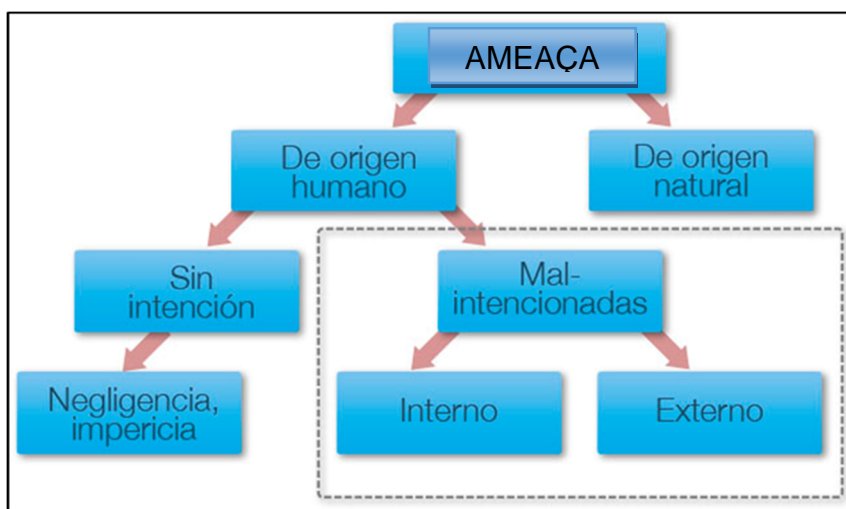 AMEAÇA
De origen
humano
De origen
natural
Sin
intención
Mal-
intencionadas
Negligencia,
impericia
Interno
Externo